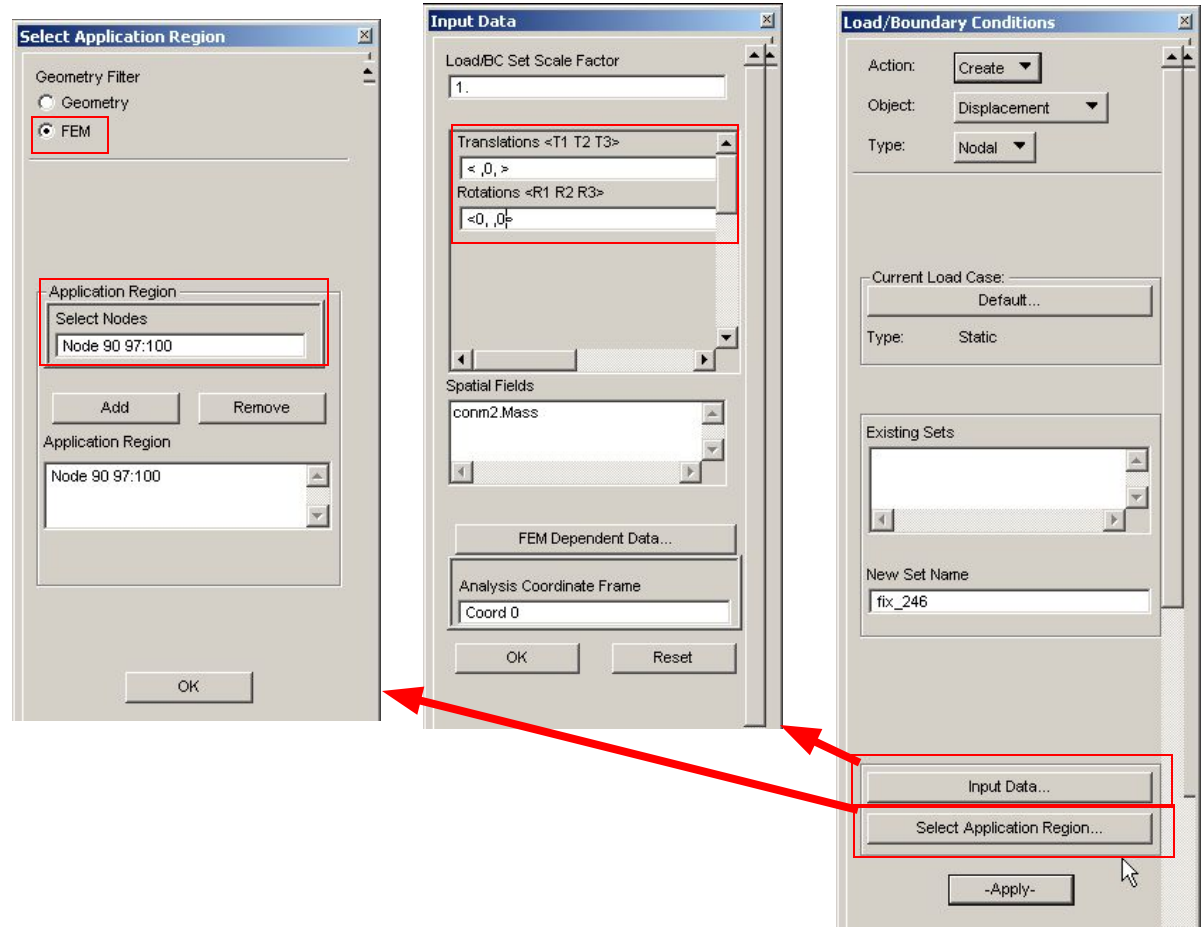 Select Application Region
Geometry Filter
Geometry
FEM
Application Region
Select Nodes
Node 90 97:100
Add Remove
Application Region
Node 90 97:100
OK
Input Data
Load/BC Set Scale Factor
1.
Translations <T1 T2 T3>
< ,0, >
Rotations <R1 R2 R3>
<0, ,0>
Spatial Fields
conm2.Mass
FEM Dependent Data...
Analysis Coordinate Frame
Coord 0
OK Reset
Load/Boundary Conditions
Action: Create
Object: Displacement
Type: Nodal
Current Load Case:
Default...
Type: Static
Existing Sets
New Set Name
fix_246
Input Data...
Select Application Region...
-Apply-